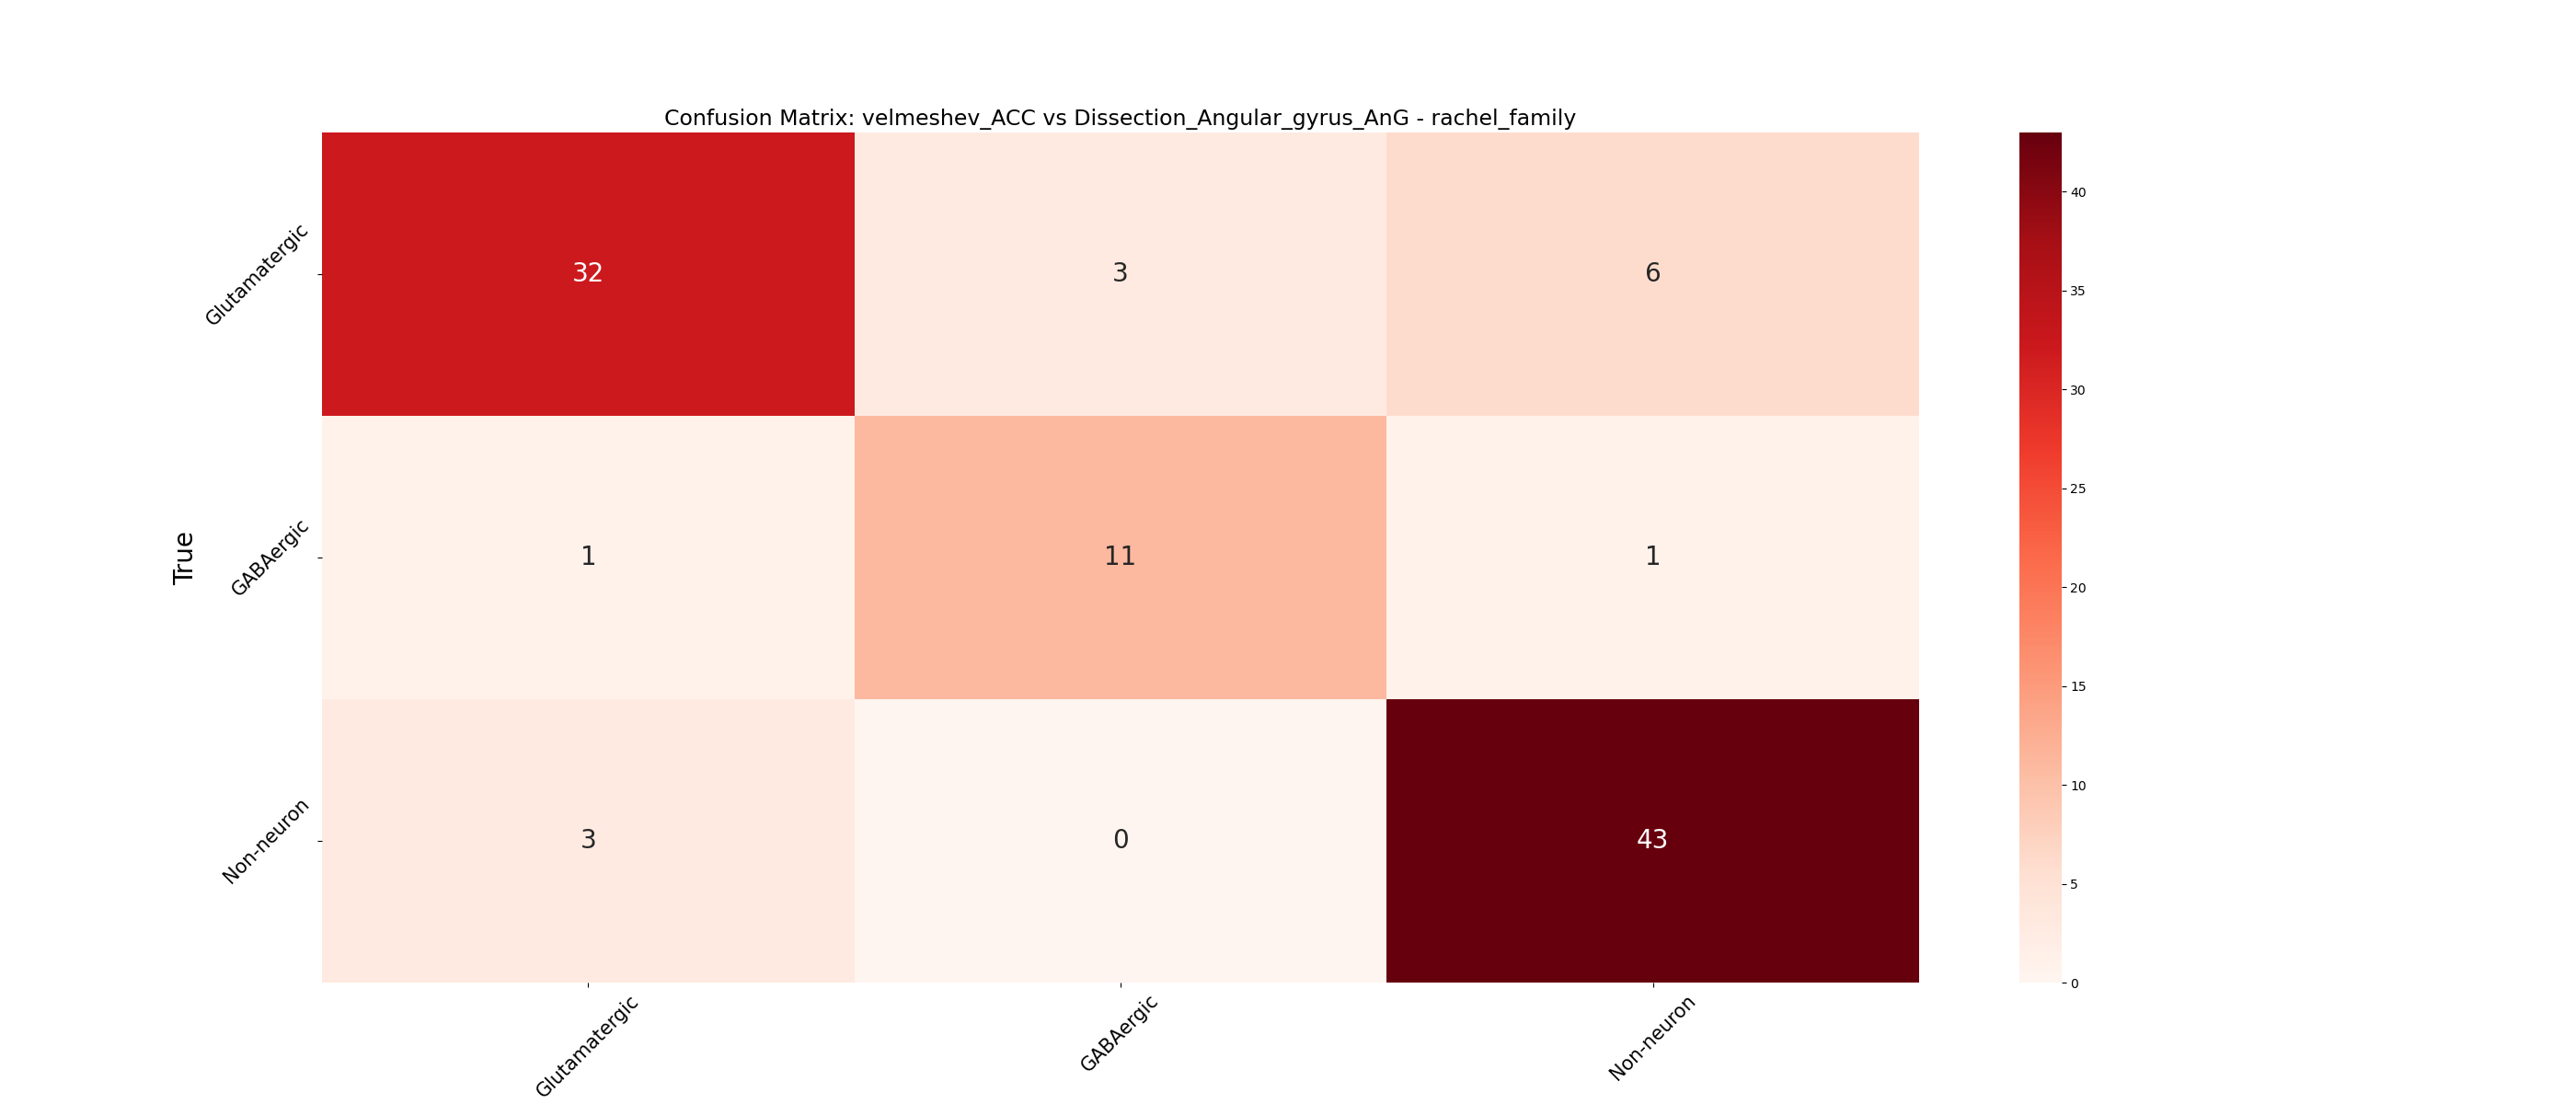 Confusion Matrix: velmeshev_ACC vs Dissection_Angular_gyrus_AnG - rachel_family
True
Glutamatergic
GABAergic
Non-neuron
32 3 6
1 11 1
3 0 43
Glutamatergic GABAergic Non-neuron
40
35
30
25
20
15
10
5
0